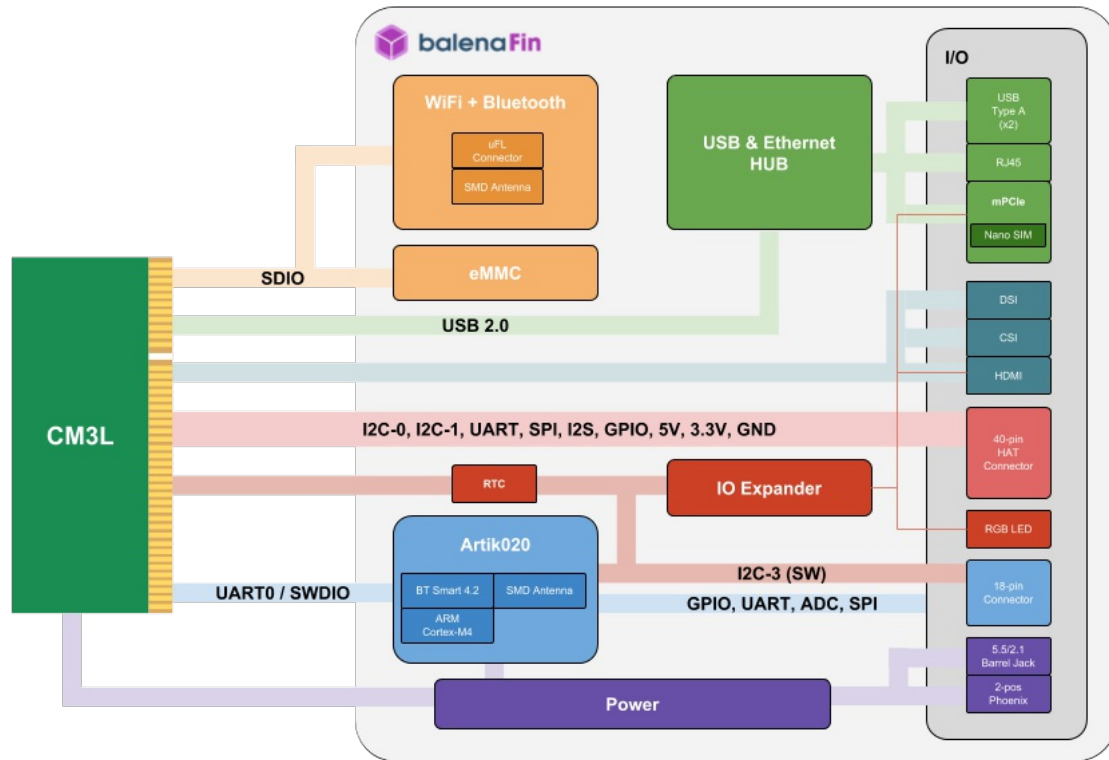 balenaFin
I/O
WiFi + Bluetooth
uFL
Connector
SMD Antenna
USB & Ethernet
HUB
USB
Type A
(x2)
RJ45
mPCIe
Nano SIM
eMMC
SDIO
USB 2.0
DSI
CSI
HDMI
CM3L
I2C-0, I2C-1, UART, SPI, I2S, GPIO, 5V, 3.3V, GND
40-pin
HAT
Connector
RTC
IO Expander
RGB LED
Artik020
BT Smart 4.2
SMD Antenna
ARM
Cortex-M4
UART0 / SWDIO
I2C-3 (SW)
GPIO, UART, ADC, SPI
18-pin
Connector
5.5/2.1
Barrel Jack
2-pos
Phoenix
Power